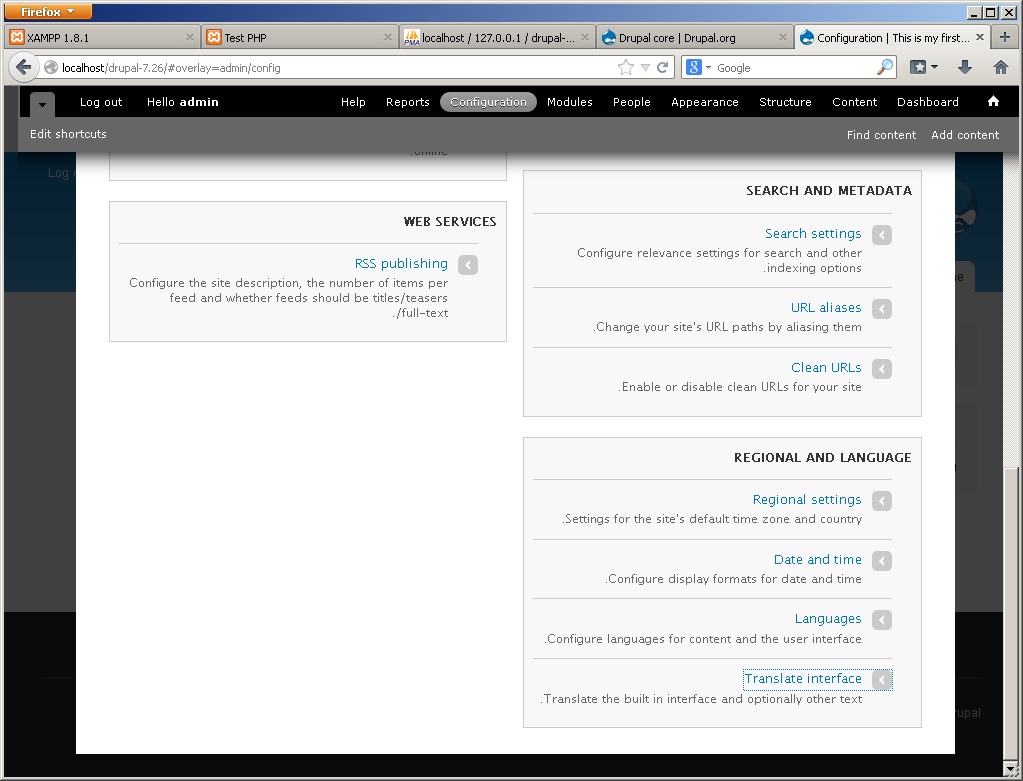 Firefox
XAMPP 1.8.1
Test PHP
localhost / 127.0.0.1 / drupal-...
Drupal core | Drupal.org
Configuration | This is my first...
localhost/drupal-7.26/#overlay=admin/config
Google
Log out
Hello admin
Help
Reports
Configuration
Modules
People
Appearance
Structure
Content
Dashboard
Edit shortcuts
Find content
Add content
.online
WEB SERVICES
RSS publishing
Configure the site description, the number of items per
feed and whether feeds should be titles/teasers
./full-text
SEARCH AND METADATA
Search settings
Configure relevance settings for search and other
.indexing options
URL aliases
.Change your site's URL paths by aliasing them
Clean URLs
.Enable or disable clean URLs for your site
REGIONAL AND LANGUAGE
Regional settings
.Settings for the site's default time zone and country
Date and time
.Configure display formats for date and time
Languages
.Configure languages for content and the user interface
Translate interface
.Translate the built in interface and optionally other text